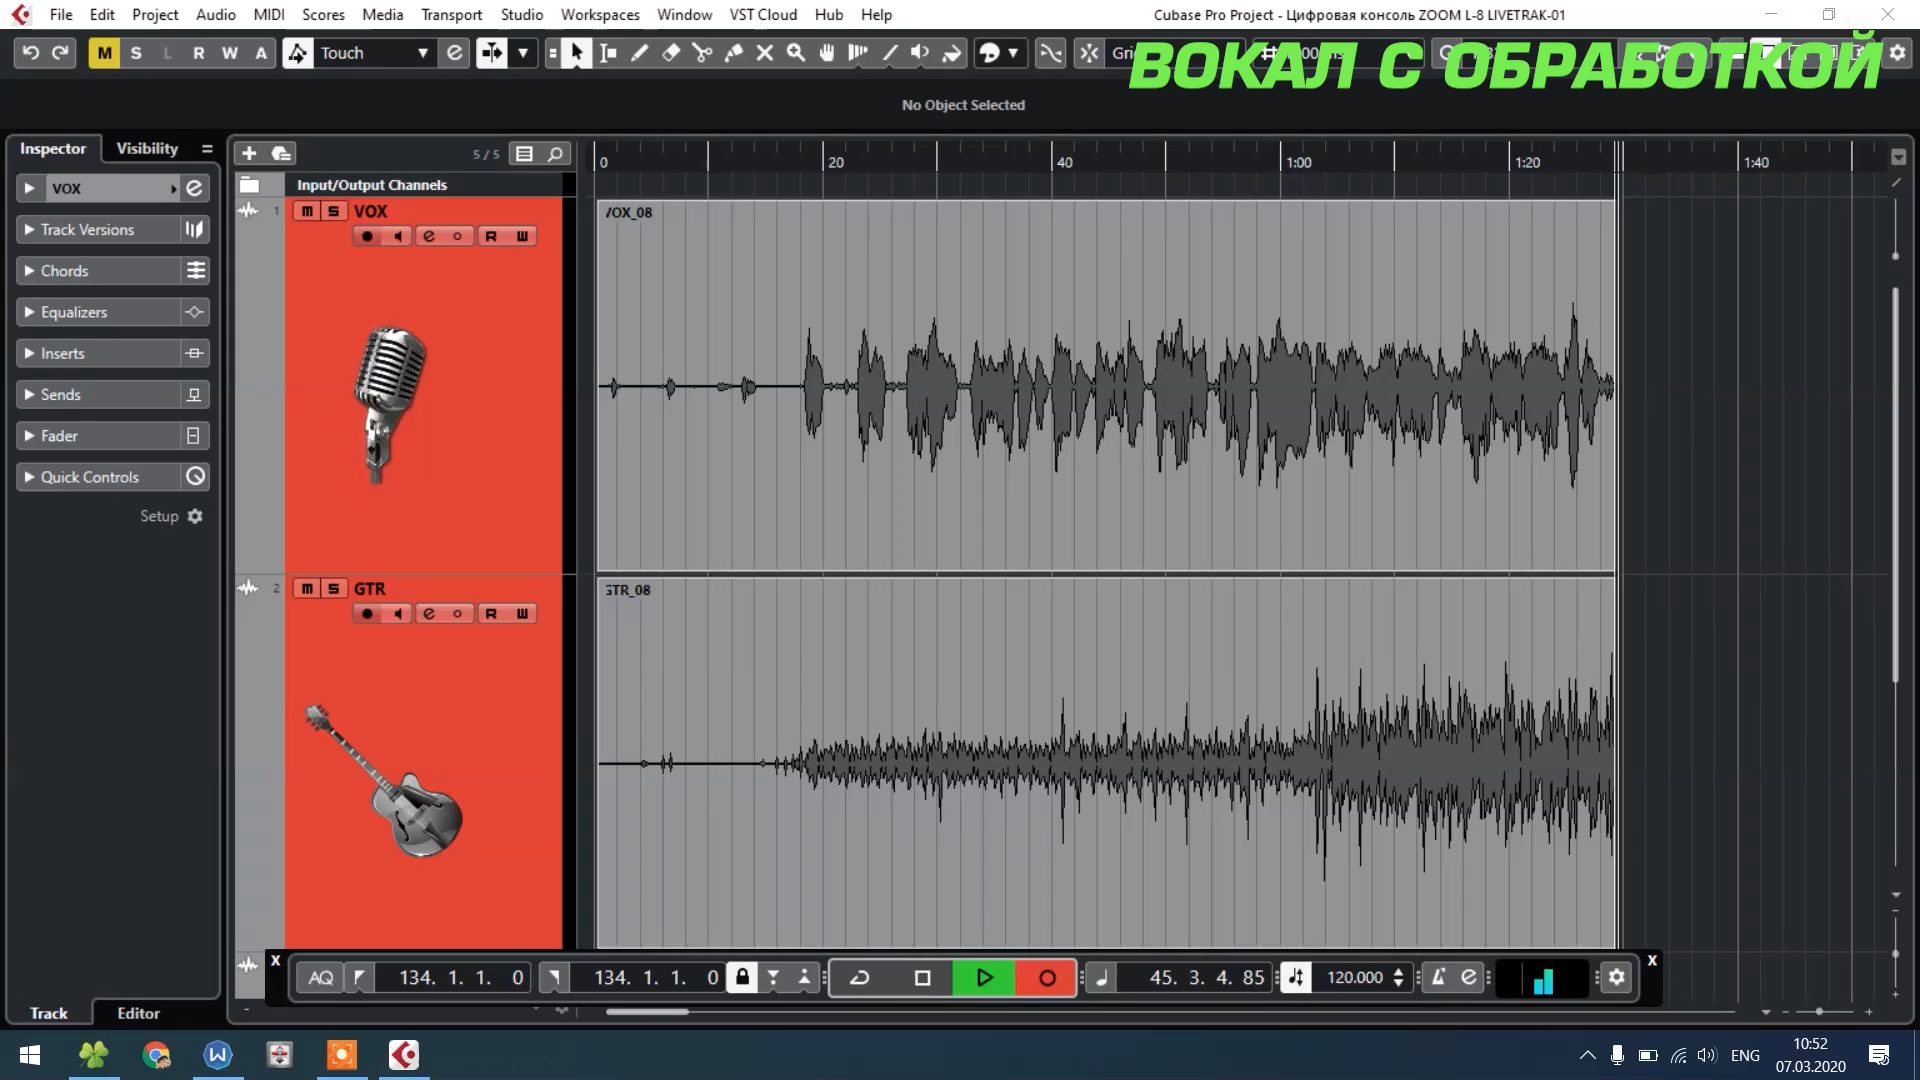 File Edit Project Audio MIDI Scores Media Transport Studio Workspaces Window VST Cloud Hub Help
Cubase Pro Project - Цифровая консоль ZOOM L-8 LIVETRAK-01
M S L R W A Touch
ВОКАЛ С ОБРАБОТКОЙ
No Object Selected
Inspector Visibility
5 / 5
0 20 40 1:00 1:20 1:40
VOX
Input/Output Channels
1 m S VOX
VOX_08
R W
Track Versions
Chords
Equalizers
Inserts
Sends
Fader
Quick Controls
Setup
2 m S GTR
GTR_08
R W
X AQ 134. 1. 1. 0 134. 1. 1. 0 45. 3. 4. 85 120.000 X
Track Editor
ENG
10:52
07.03.2020